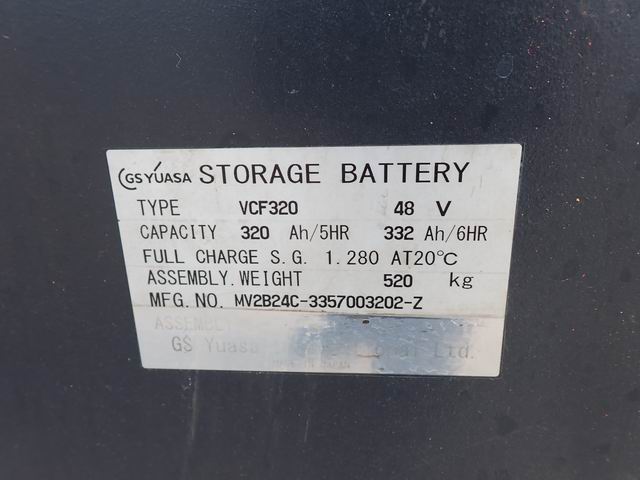 GS YUASA STORAGE BATTERY
TYPE VCF320 48 V
CAPACITY 320 Ah/5HR 332 Ah/6HR
FULL CHARGE S.G. 1.280 AT20℃
ASSEMBLY.WEIGHT 520 kg
MFG.NO. MV2B24C-3357003202-Z
GS Yuasa Ltd.